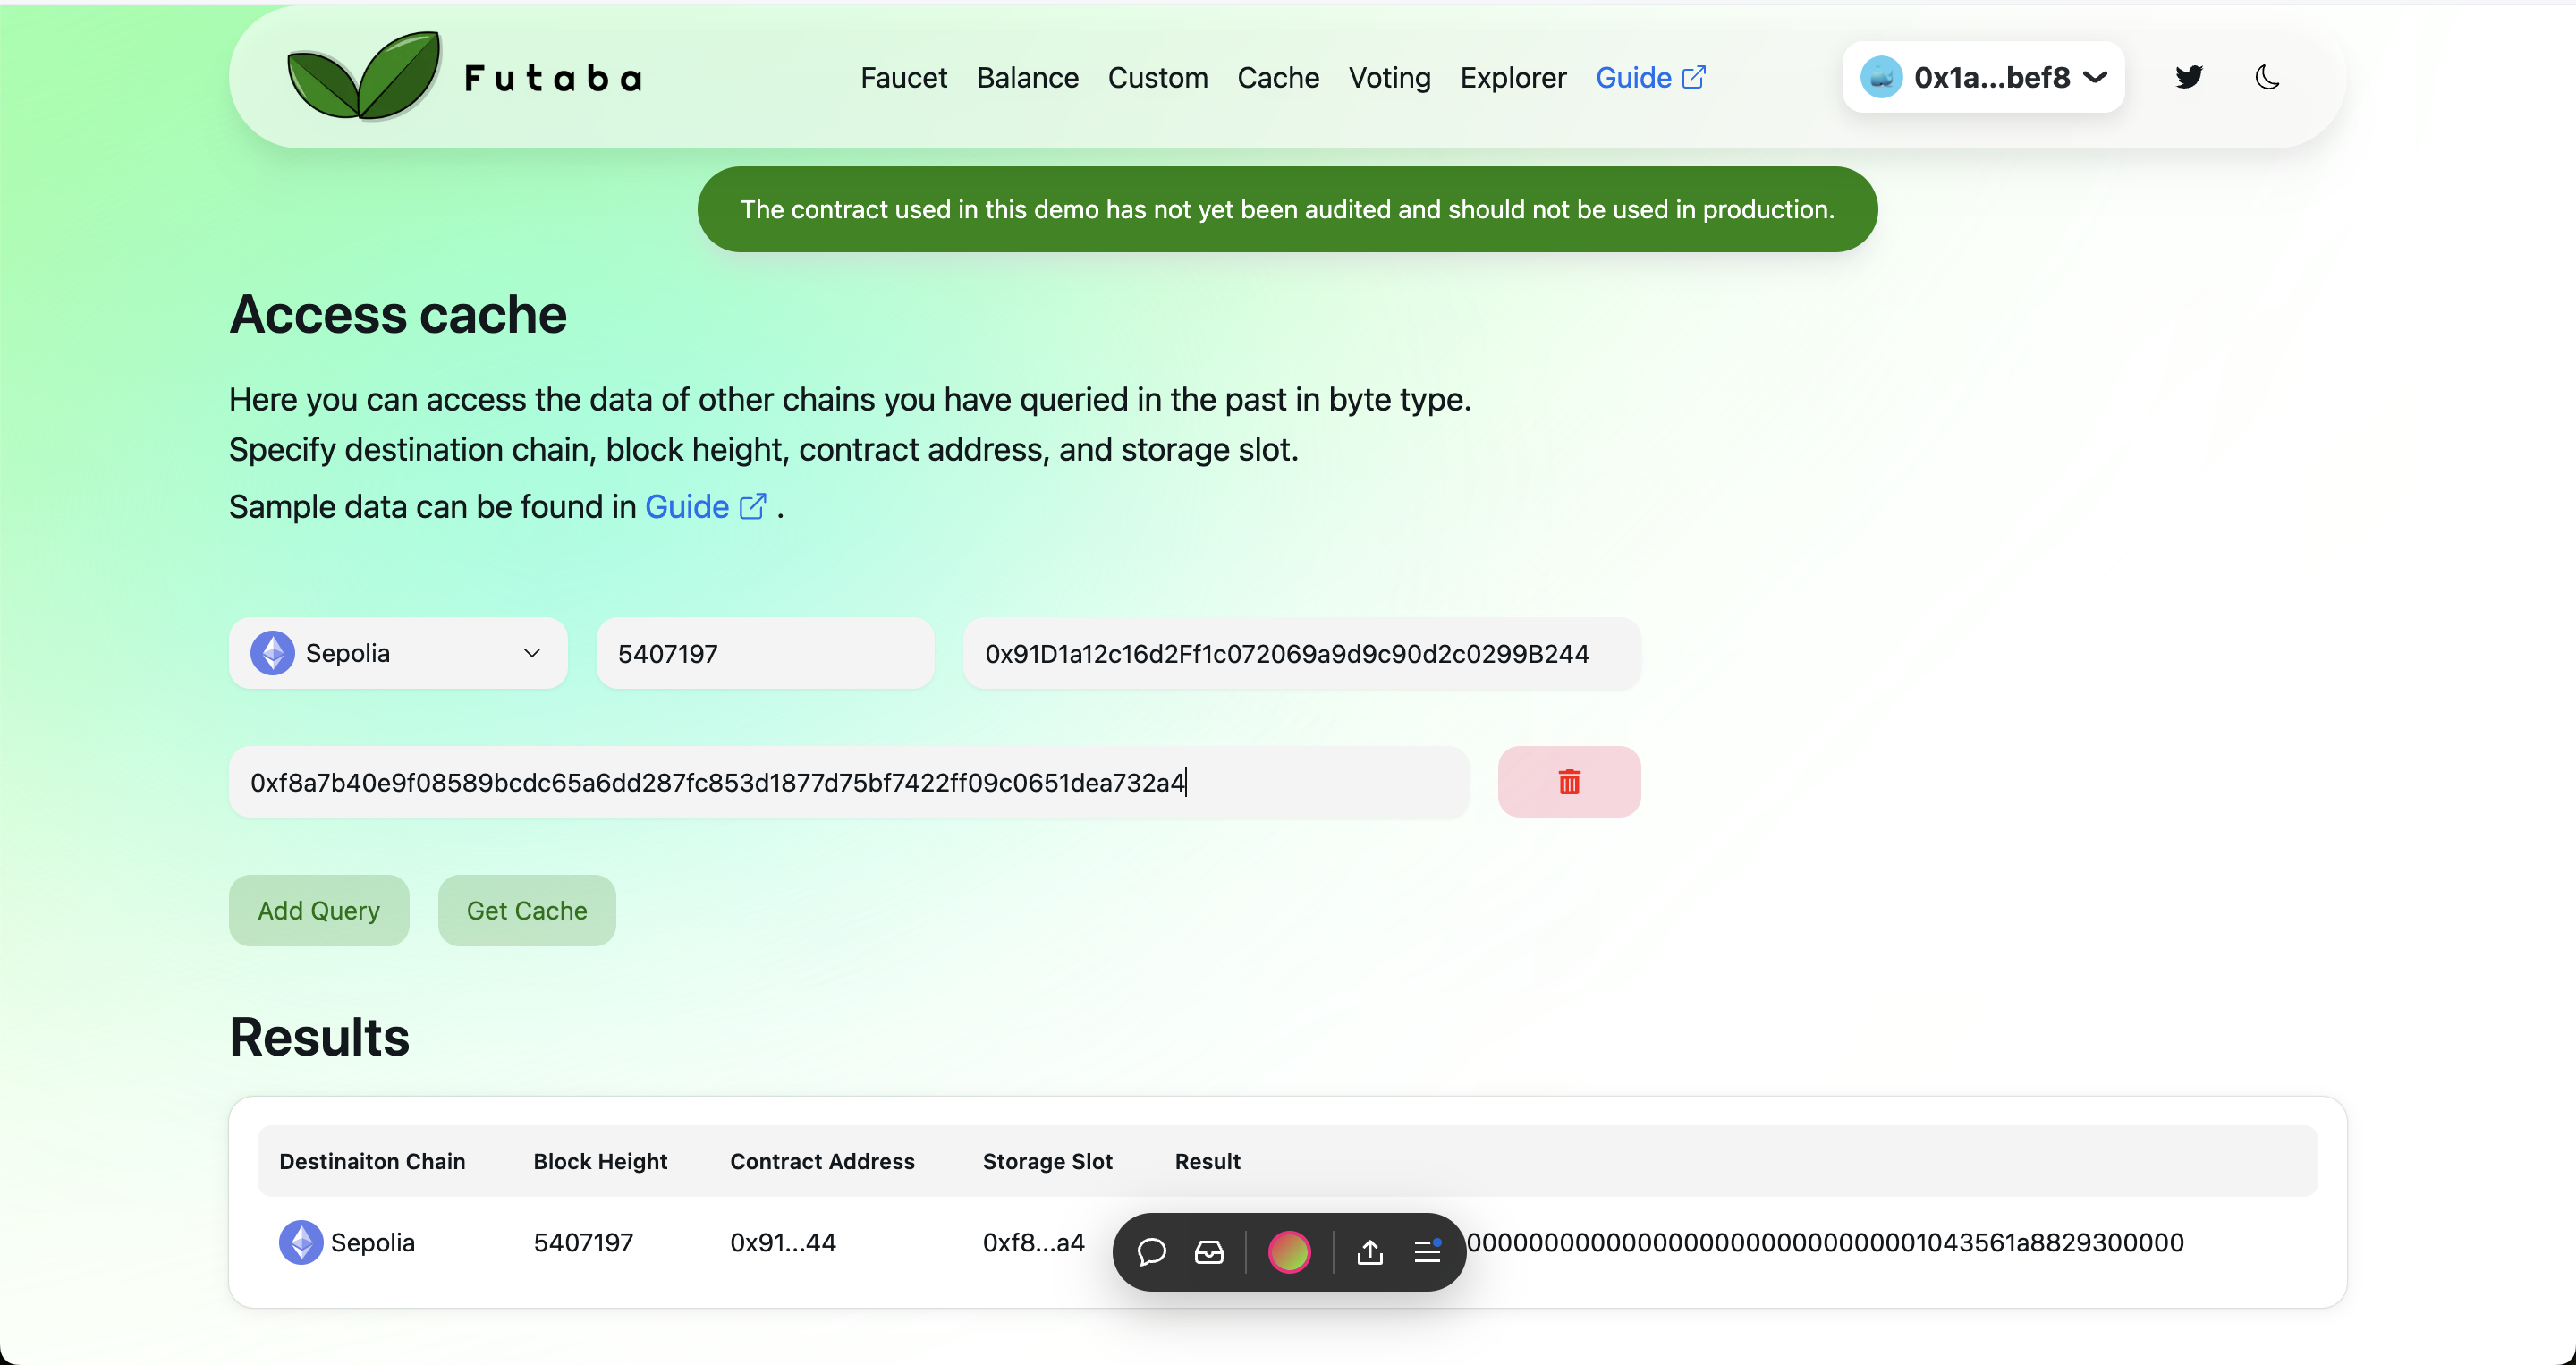 Futaba
Faucet Balance Custom Cache Voting Explorer Guide
0x1a...bef8
The contract used in this demo has not yet been audited and should not be used in production.
Access cache
Here you can access the data of other chains you have queried in the past in byte type.
Specify destination chain, block height, contract address, and storage slot.
Sample data can be found in Guide .
Sepolia 5407197 0x91D1a12c16d2Ff1c072069a9d9c90d2c0299B244
0xf8a7b40e9f08589bcdc65a6dd287fc853d1877d75bf7422ff09c0651dea732a4
Add Query Get Cache
Results
Destinaiton Chain Block Height Contract Address Storage Slot Result
Sepolia 5407197 0x91...44 0xf8...a4